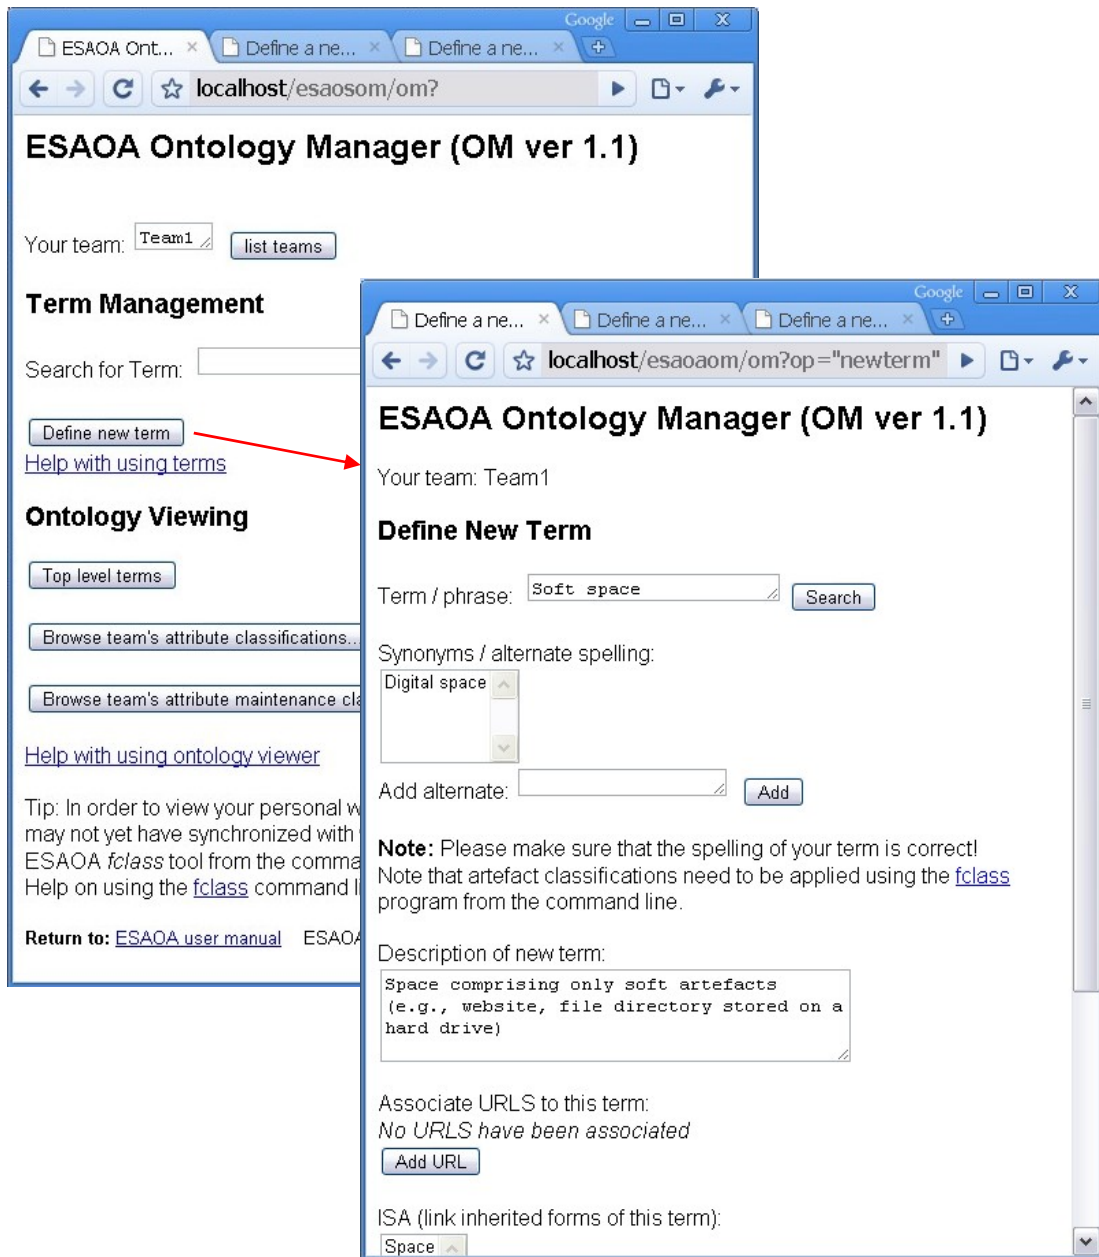 Google
ESAOA Ont...
Define a ne...
Define a ne...
localhost/esaosom/om?
ESAOA Ontology Manager (OM ver 1.1)
Your team: Team1 list teams
Term Management
Search for Term:
Define new term
Help with using terms
Ontology Viewing
Top level terms
Browse team's attribute classifications...
Browse team's attribute maintenance cla
Help with using ontology viewer
Tip: In order to view your personal w
may not yet have synchronized with
ESAOA fclass tool from the comma
Help on using the fclass command li
Return to: ESAOA user manual ESAOA
Google
Define a ne...
Define a ne...
Define a ne...
localhost/esaoaom/om?op="newterm"
ESAOA Ontology Manager (OM ver 1.1)
Your team: Team1
Define New Term
Term / phrase: Soft space Search
Synonyms / alternate spelling:
Digital space
Add alternate: Add
Note: Please make sure that the spelling of your term is correct!
Note that artefact classifications need to be applied using the fclass
program from the command line.
Description of new term:
Space comprising only soft artefacts
(e.g., website, file directory stored on a
hard drive)
Associate URLS to this term:
No URLS have been associated
Add URL
ISA (link inherited forms of this term):
Space